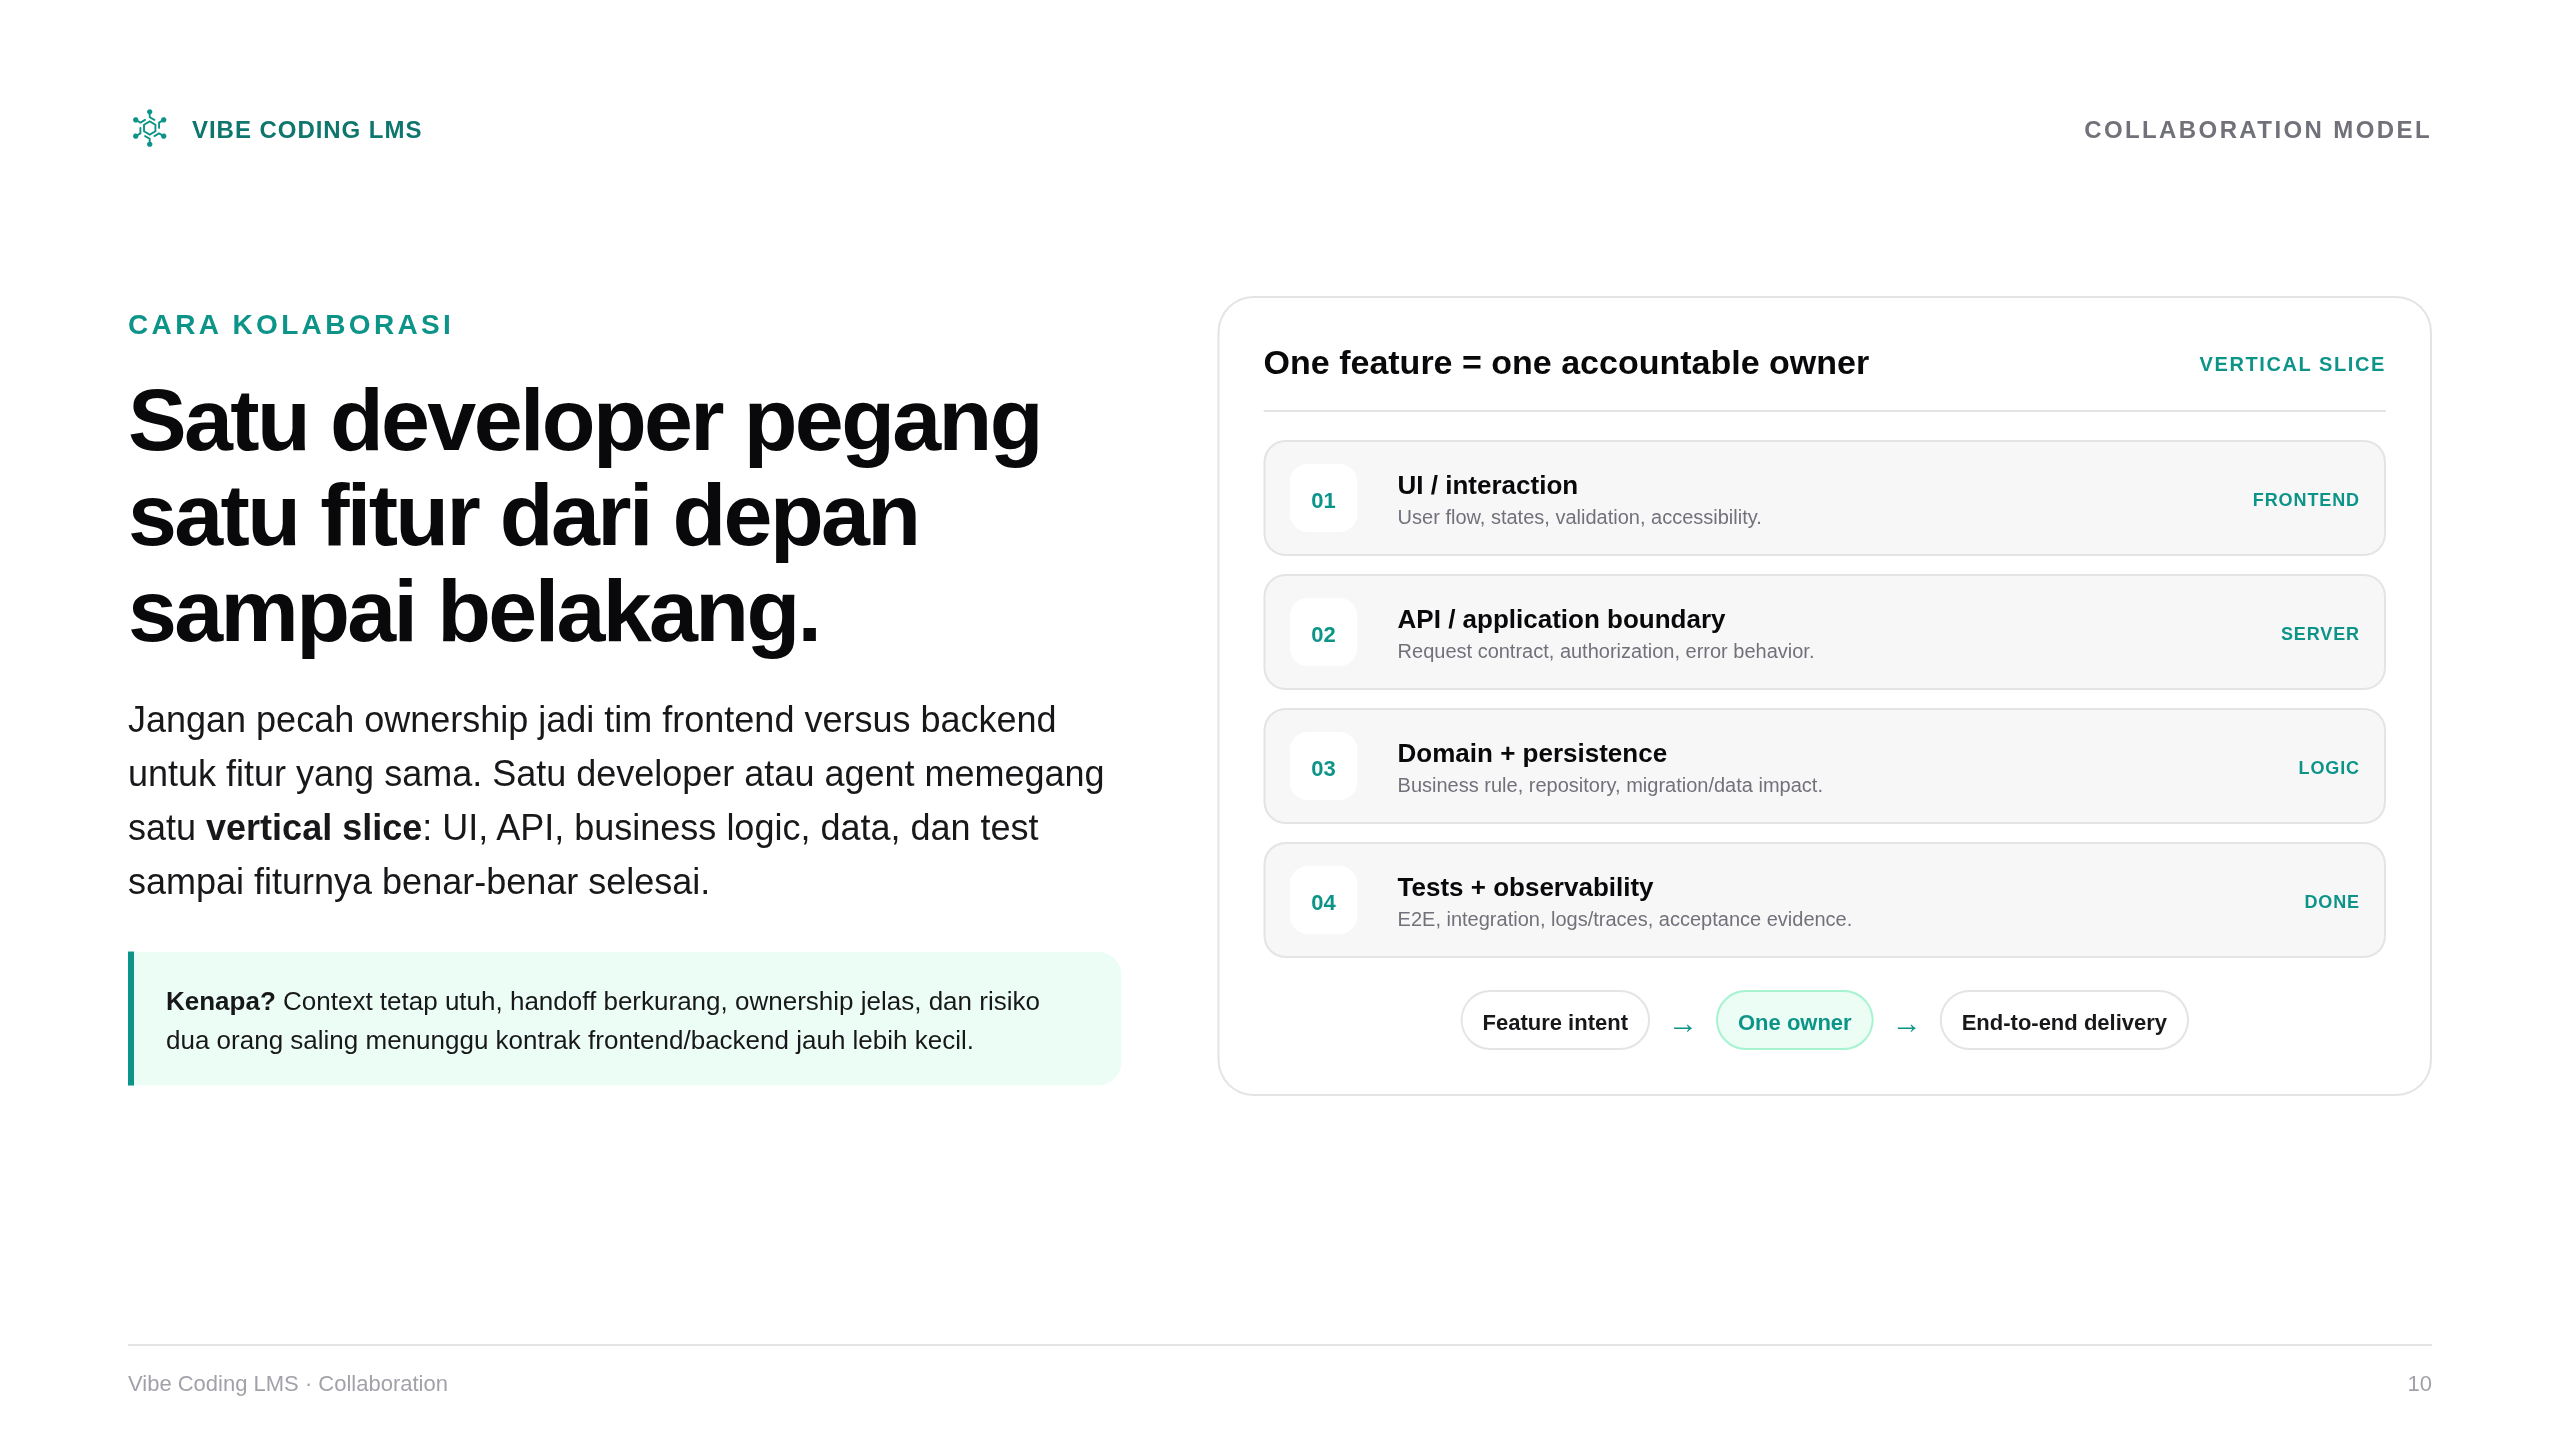 VIBE CODING LMS
COLLABORATION MODEL
CARA KOLABORASI
Satu developer pegang
satu fitur dari depan
sampai belakang.
Jangan pecah ownership jadi tim frontend versus backend
untuk fitur yang sama. Satu developer atau agent memegang
satu vertical slice: UI, API, business logic, data, dan test
sampai fiturnya benar-benar selesai.
Kenapa? Context tetap utuh, handoff berkurang, ownership jelas, dan risiko
dua orang saling menunggu kontrak frontend/backend jauh lebih kecil.
One feature = one accountable owner
VERTICAL SLICE
01
UI / interaction
User flow, states, validation, accessibility.
FRONTEND
02
API / application boundary
Request contract, authorization, error behavior.
SERVER
03
Domain + persistence
Business rule, repository, migration/data impact.
LOGIC
04
Tests + observability
E2E, integration, logs/traces, acceptance evidence.
DONE
Feature intent → One owner → End-to-end delivery
Vibe Coding LMS · Collaboration
10